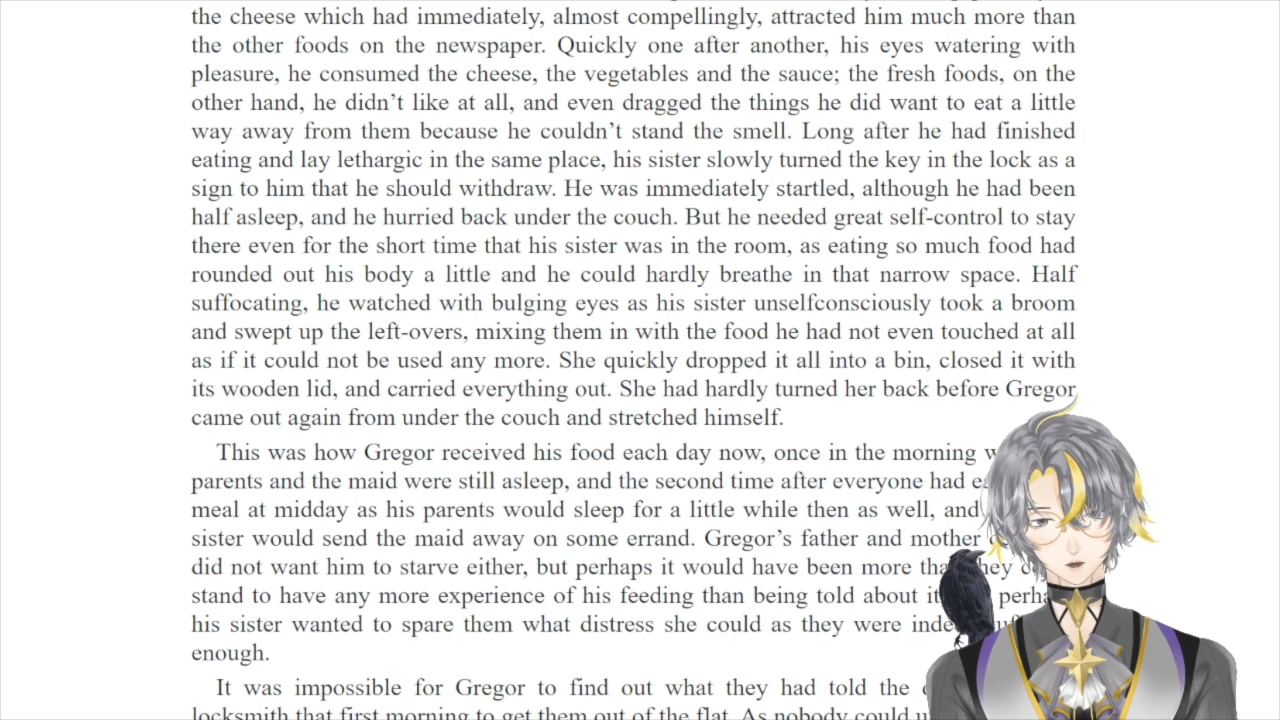 the cheese which had immediately, almost compellingly, attracted him much more than
the other foods on the newspaper. Quickly one after another, his eyes watering with
pleasure, he consumed the cheese, the vegetables and the sauce; the fresh foods, on the
other hand, he didn’t like at all, and even dragged the things he did want to eat a little
way away from them because he couldn’t stand the smell. Long after he had finished
eating and lay lethargic in the same place, his sister slowly turned the key in the lock as a
sign to him that he should withdraw. He was immediately startled, although he had been
half asleep, and he hurried back under the couch. But he needed great self-control to stay
there even for the short time that his sister was in the room, as eating so much food had
rounded out his body a little and he could hardly breathe in that narrow space. Half
suffocating, he watched with bulging eyes as his sister unselfconsciously took a broom
and swept up the left-overs, mixing them in with the food he had not even touched at all
as if it could not be used any more. She quickly dropped it all into a bin, closed it with
its wooden lid, and carried everything out. She had hardly turned her back before Gregor
came out again from under the couch and stretched himself.
This was how Gregor received his food each day now, once in the morning
parents and the maid were still asleep, and the second time after everyone had
meal at midday as his parents would sleep for a little while then as well, and
sister would send the maid away on some errand. Gregor’s father and mother
did not want him to starve either, but perhaps it would have been more than they
stand to have any more experience of his feeding than being told about it
his sister wanted to spare them what distress she could as they were
enough.
It was impossible for Gregor to find out what they had told the
locksmith that first morning to get them out of the flat. As nobody could